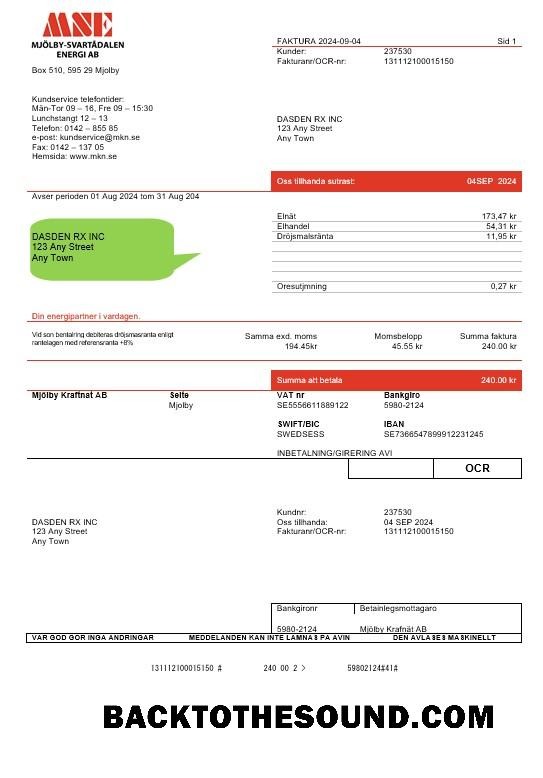 MSE
MJÖLBY-SVARTÅDALEN
ENERGI AB
Box 510, 595 29 Mjolby
FAKTURA 2024-09-04 Sid 1
Kunder: 237530
Fakturanr/OCR-nr: 131112100015150
Kundservice telefontider:
Män-Tor 09 – 16, Fre 09 – 15:30
Lunchstangt 12 – 13
Telefon: 0142 – 855 85
e-post: kundservice@mkn.se
Fax: 0142 – 137 05
Hemsida: www.mkn.se
DASDEN RX INC
123 Any Street
Any Town
Oss tillhanda sutrast: 04SEP 2024
Avser perioden 01 Aug 2024 tom 31 Aug 204
DASDEN RX INC
123 Any Street
Any Town
Elnät 173,47 kr
Elhandel 54,31 kr
Dröjsmalsränta 11,95 kr
Oresutjmning 0,27 kr
Din energipartner i vardagen.
Vid son bentalring debiteras dröjsmasranta enligt
rantelagen med referensranta +8%
Samma exd. moms Momsbelopp Summa faktura
194.45kr 45.55 kr 240.00 kr
Summa att betala 240.00 kr
Mjölby Kraftnat AB Seite VAT nr Bankgiro
Mjolby SE5556611889122 5980-2124
SWIFT/BIC IBAN
SWEDSESS SE7366547899912231245
INBETALNING/GIRERING AVI
OCR
DASDEN RX INC
123 Any Street
Any Town
Kundnr: 237530
Oss tillhanda: 04 SEP 2024
Fakturanr/OCR-nr: 131112100015150
Bankgironr Betainlegsmottagaro
5980-2124 Mjölby Krafnät AB
VAR GOD GOR INGA ANDRINGAR MEDDELANDEN KAN INTE LAMNAS PA AVIN DEN AVLASES MASKINELLT
131112100015150 # 240 00 2 > 59802124#41#
BACKTOTHESOUND.COM